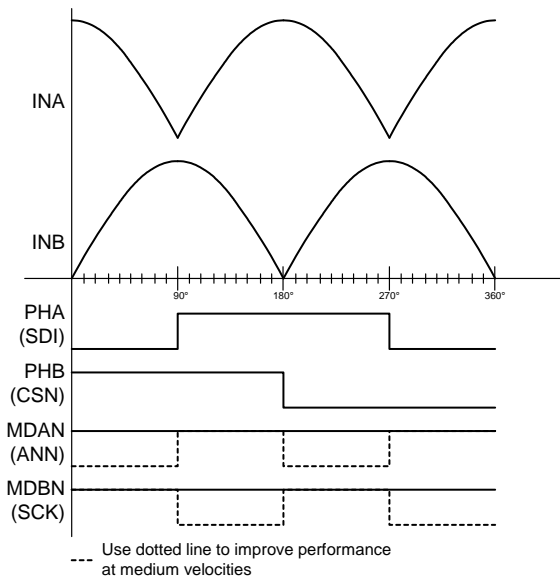 INA
INB
90°
180°
270°
360°
PHA
(SDI)
PHB
(CSN)
MDAN
(ANN)
MDBN
(SCK)
Use dotted line to improve performance
at medium velocities